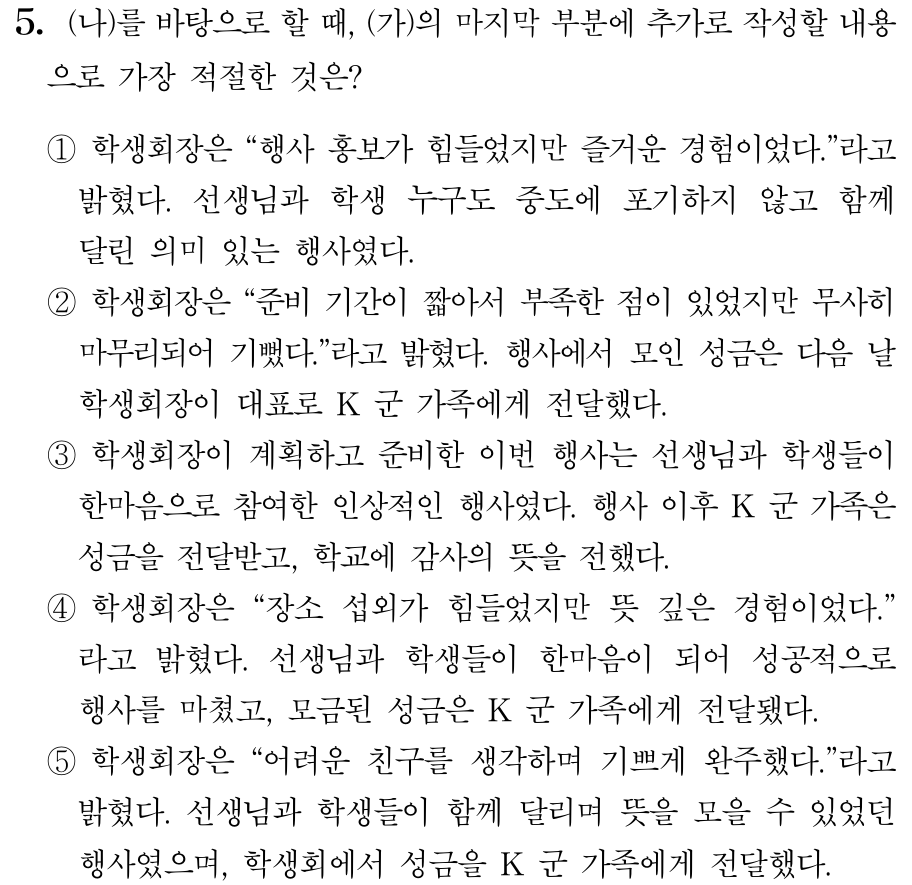 5. (나)를 바탕으로 할 때, (가)의 마지막 부분에 추가로 작성할 내용
으로 가장 적절한 것은?
① 학생회장은 “행사 홍보가 힘들었지만 즐거운 경험이었다.”라고
밝혔다. 선생님과 학생 누구도 중도에 포기하지 않고 함께
달린 의미 있는 행사였다.
② 학생회장은 “준비 기간이 짧아서 부족한 점이 있었지만 무사히
마무리되어 기뻤다.”라고 밝혔다. 행사에서 모인 성금은 다음 날
학생회장이 대표로 K 군 가족에게 전달했다.
③ 학생회장이 계획하고 준비한 이번 행사는 선생님과 학생들이
한마음으로 참여한 인상적인 행사였다. 행사 이후 K 군 가족은
성금을 전달받고, 학교에 감사의 뜻을 전했다.
④ 학생회장은 “장소 섭외가 힘들었지만 뜻 깊은 경험이었다.”
라고 밝혔다. 선생님과 학생들이 한마음이 되어 성공적으로
행사를 마쳤고, 모금된 성금은 K 군 가족에게 전달됐다.
⑤ 학생회장은 “어려운 친구를 생각하며 기쁘게 완주했다.”라고
밝혔다. 선생님과 학생들이 함께 달리며 뜻을 모을 수 있었던
행사였으며, 학생회에서 성금을 K 군 가족에게 전달했다.